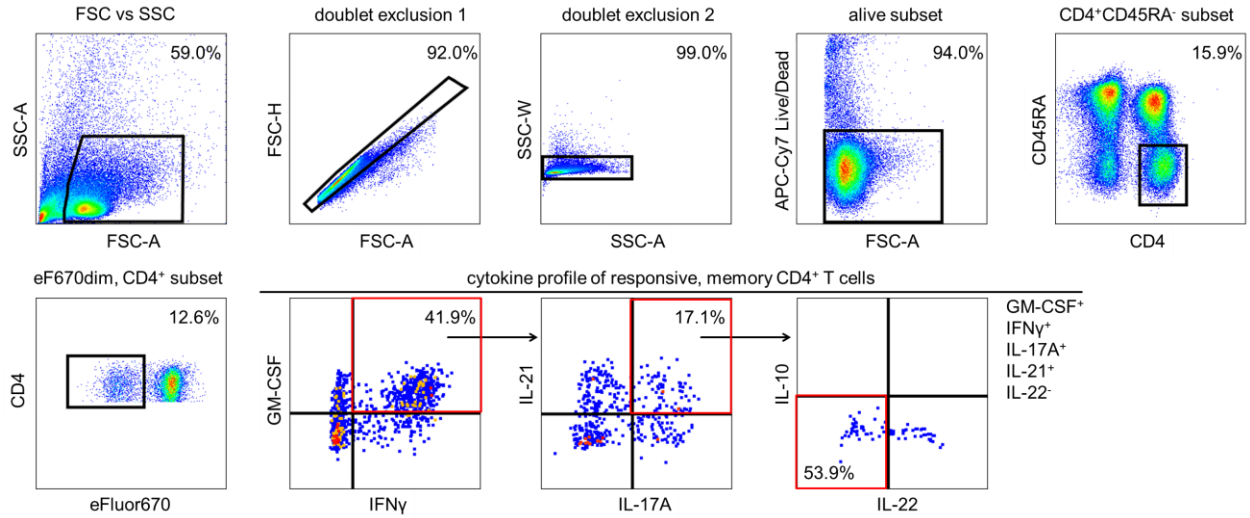 FSC vs SSC
59.0%
SSC-A
FSC-A
doublet exclusion 1
92.0%
FSC-H
FSC-A
doublet exclusion 2
99.0%
SSC-W
SSC-A
alive subset
94.0%
APC-Cy7 Live/Dead
FSC-A
CD4⁺CD45RA⁻ subset
15.9%
CD45RA
CD4
eF670dim, CD4⁺ subset
12.6%
CD4
eFluor670
cytokine profile of responsive, memory CD4⁺ T cells
41.9%
GM-CSF
IFNγ
17.1%
IL-21
IL-17A
IL-10
53.9%
IL-22
GM-CSF⁺
IFNγ⁺
IL-17A⁺
IL-21⁺
IL-22⁻